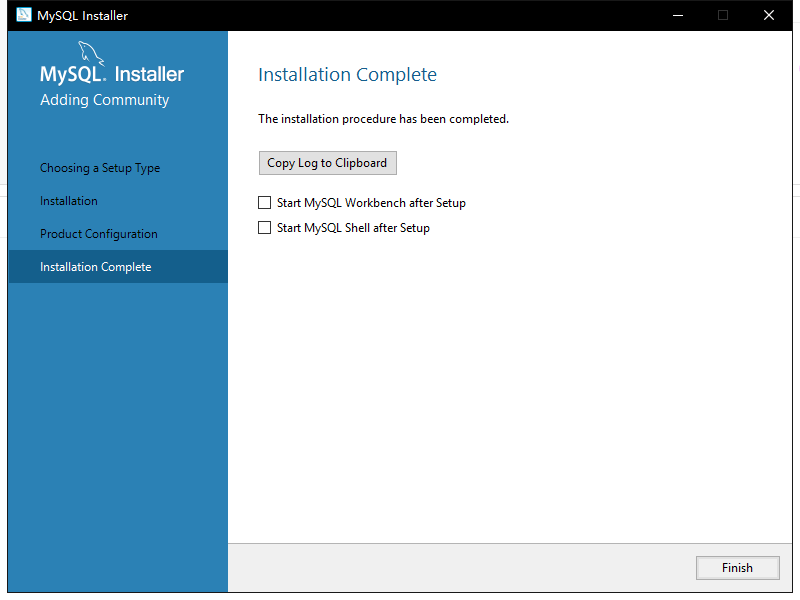 MySQL Installer
MySQL. Installer
Adding Community
Choosing a Setup Type
Installation
Product Configuration
Installation Complete
Installation Complete
The installation procedure has been completed.
Copy Log to Clipboard
Start MySQL Workbench after Setup
Start MySQL Shell after Setup
Finish